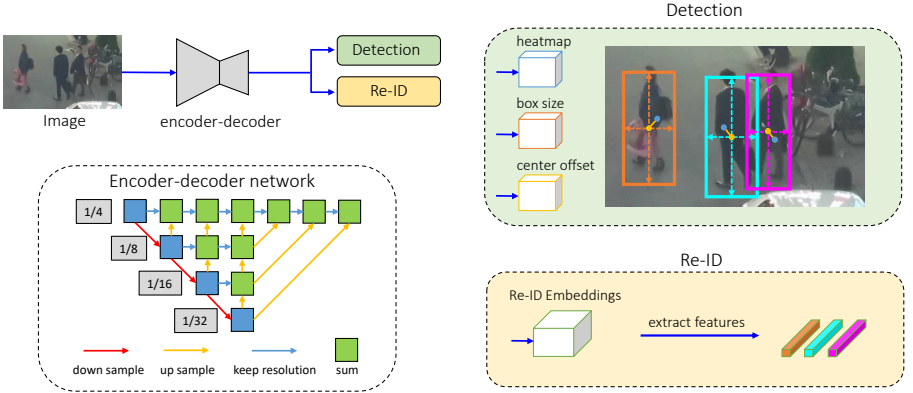 Image
encoder-decoder
Detection
Re-ID
Encoder-decoder network
1/4
1/8
1/16
1/32
down sample
up sample
keep resolution
sum
Detection
heatmap
box size
center offset
Re-ID
Re-ID Embeddings
extract features